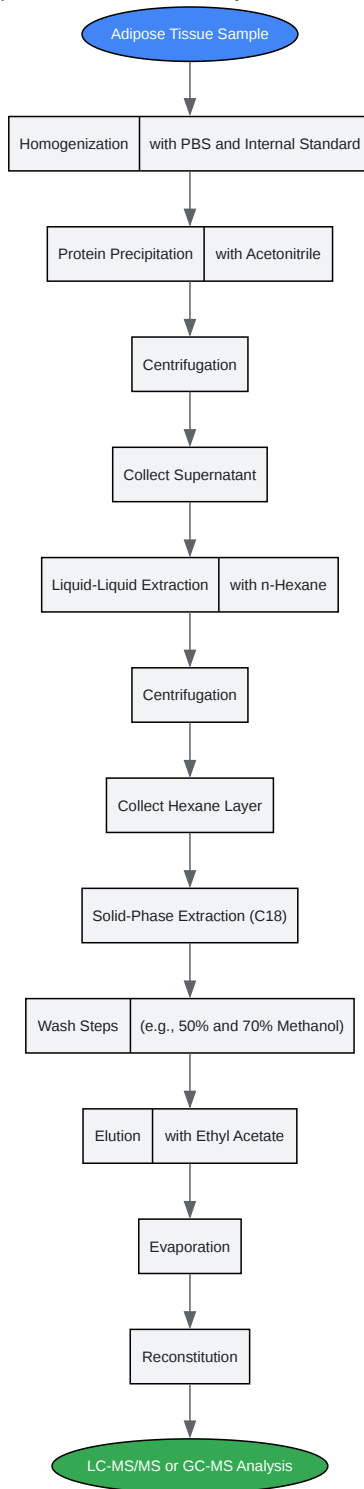 Adipose Tissue Sample
Homogenization with PBS and Internal Standard
Protein Precipitation with Acetonitrile
Centrifugation
Collect Supernatant
Liquid-Liquid Extraction with n-Hexane
Centrifugation
Collect Hexane Layer
Solid-Phase Extraction (C18)
Wash Steps (e.g., 50% and 70% Methanol)
Elution with Ethyl Acetate
Evaporation
Reconstitution
LC-MS/MS or GC-MS Analysis